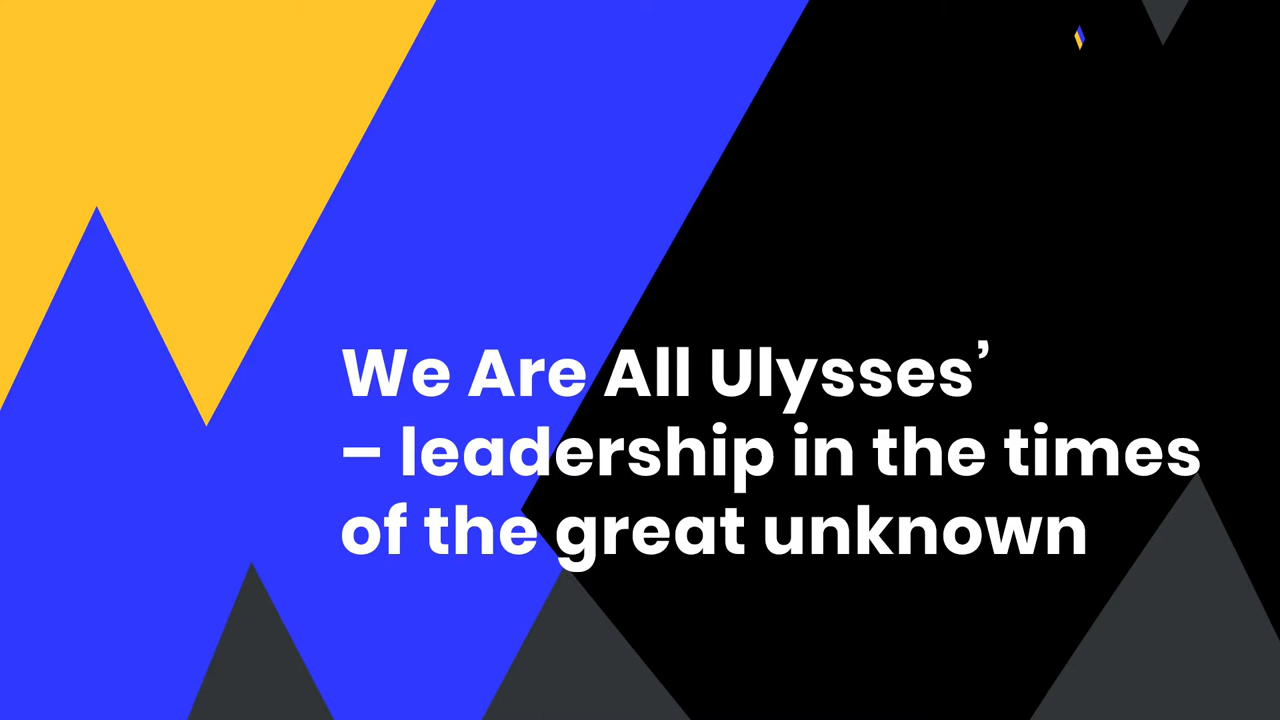 We Are All Ulysses’
– leadership in the times
of the great unknown